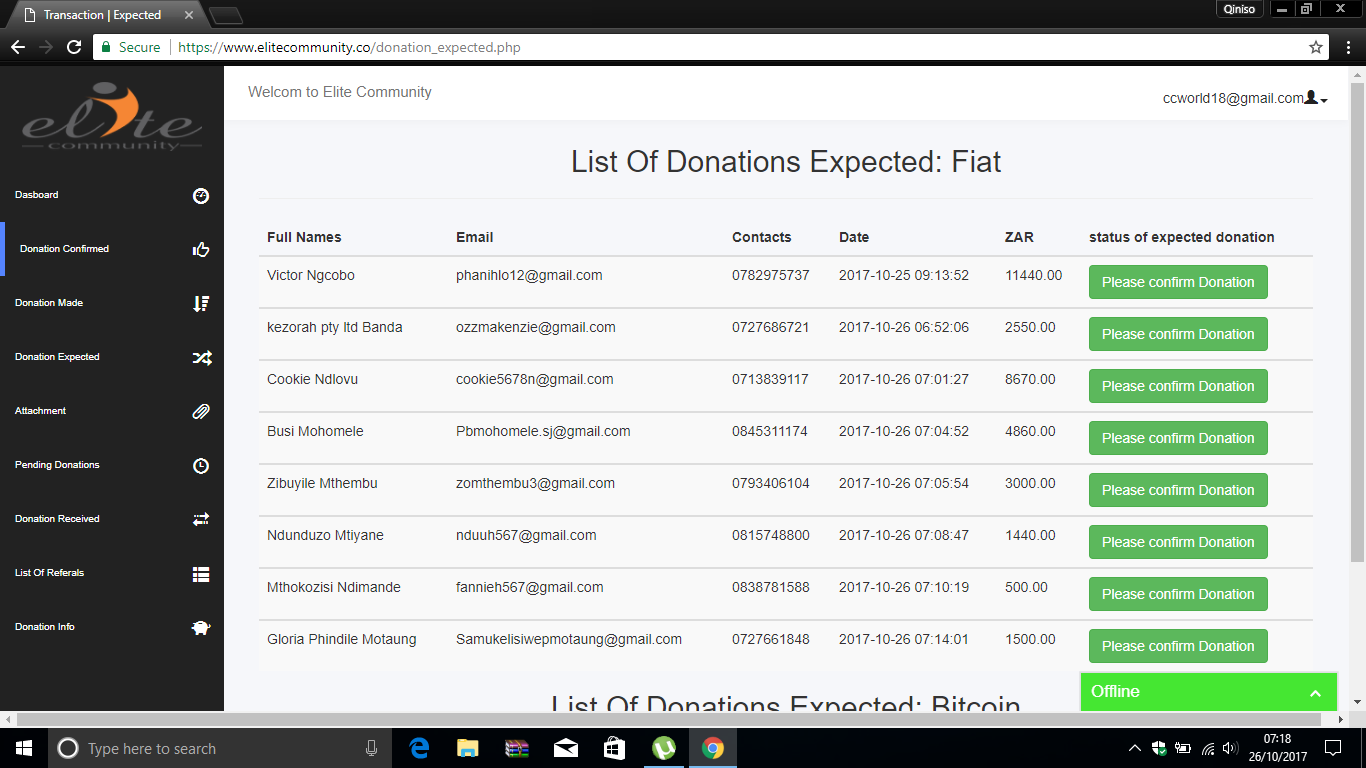 Transaction | Expected
Qiniso
Secure https://www.elitecommunity.co/donation_expected.php
elite
community
Welcom to Elite Community
ccworld18@gmail.com
Dasboard
Donation Confirmed
Donation Made
Donation Expected
Attachment
Pending Donations
Donation Received
List Of Referals
Donation Info
List Of Donations Expected: Fiat
Full Names Email Contacts Date ZAR status of expected donation
Victor Ngcobo phanihlo12@gmail.com 0782975737 2017-10-25 09:13:52 11440.00 Please confirm Donation
kezorah pty ltd Banda ozzmakenzie@gmail.com 0727686721 2017-10-26 06:52:06 2550.00 Please confirm Donation
Cookie Ndlovu cookie5678n@gmail.com 0713839117 2017-10-26 07:01:27 8670.00 Please confirm Donation
Busi Mohomele Pbmohomele.sj@gmail.com 0845311174 2017-10-26 07:04:52 4860.00 Please confirm Donation
Zibuyile Mthembu zomthembu3@gmail.com 0793406104 2017-10-26 07:05:54 3000.00 Please confirm Donation
Ndunduzo Mtiyane nduuh567@gmail.com 0815748800 2017-10-26 07:08:47 1440.00 Please confirm Donation
Mthokozisi Ndimande fannieh567@gmail.com 0838781588 2017-10-26 07:10:19 500.00 Please confirm Donation
Gloria Phindile Motaung Samukelisiwepmotaung@gmail.com 0727661848 2017-10-26 07:14:01 1500.00 Please confirm Donation
List Of Donations Expected: Bitcoin
Offline
Type here to search
07:18
26/10/2017